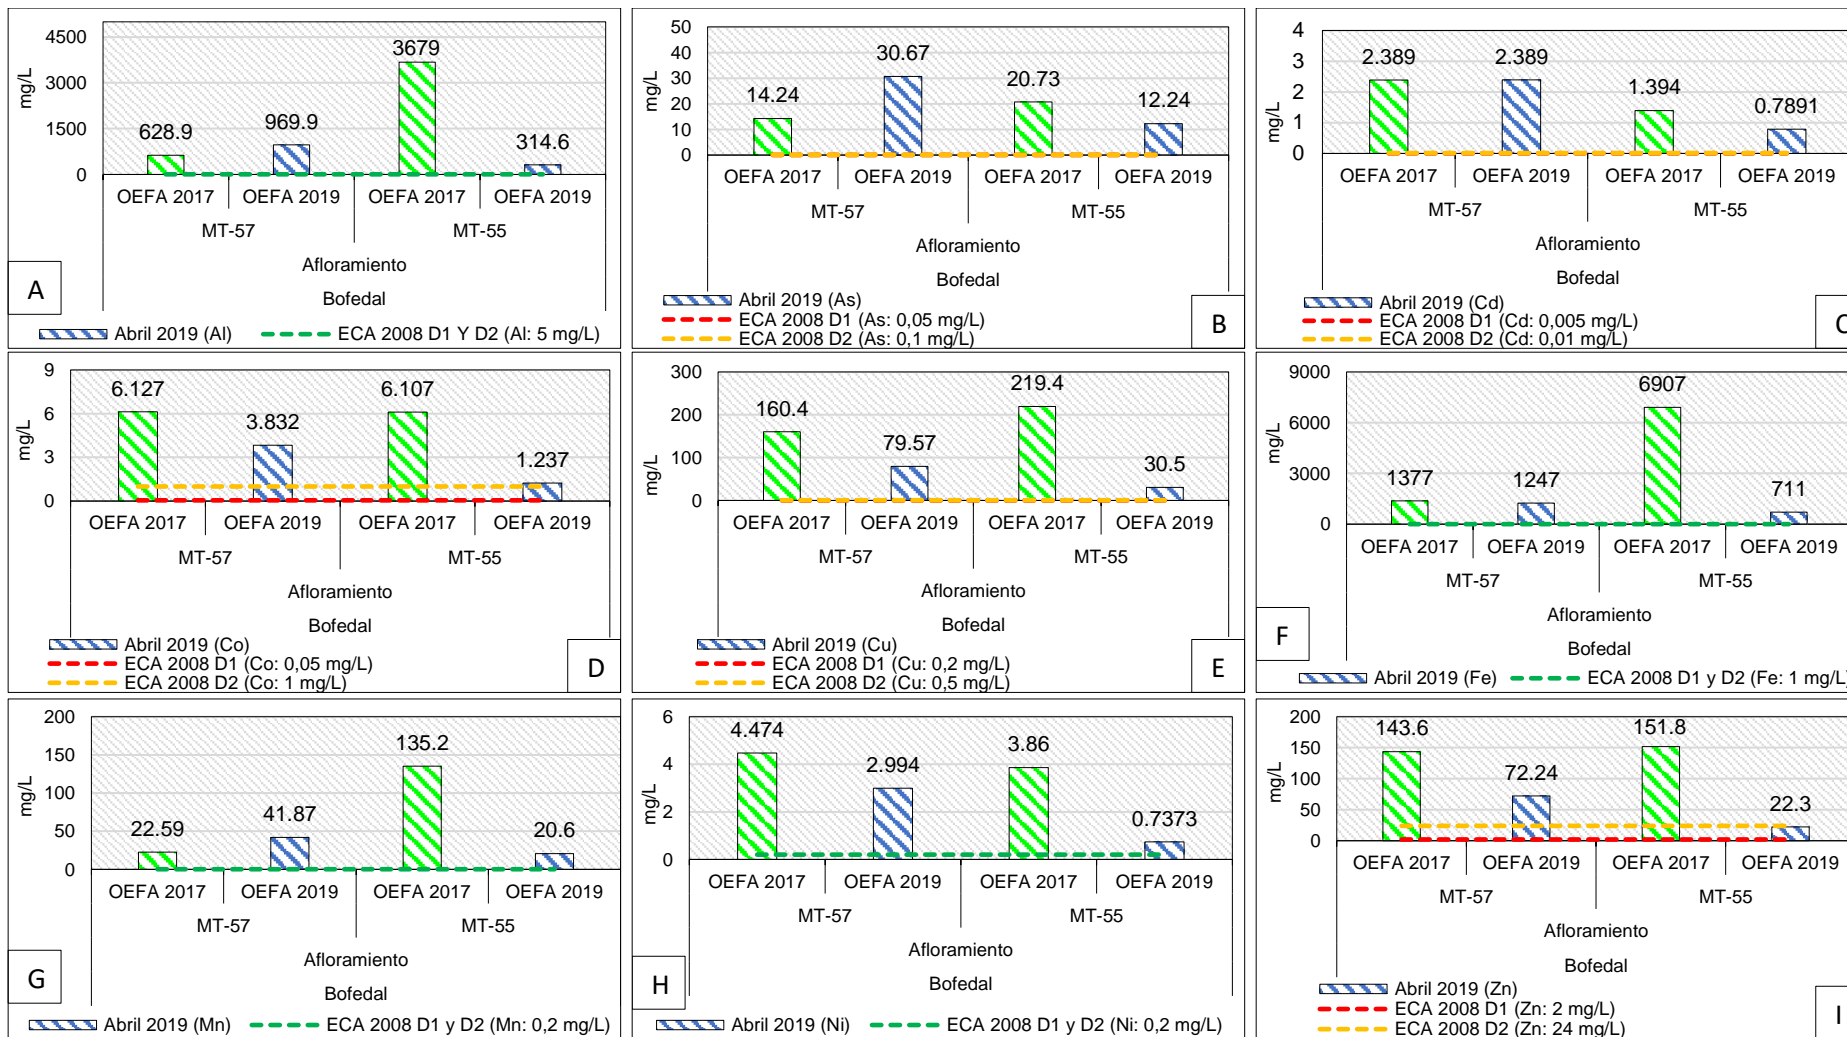 4500
3000
1500
0
mg/L
628.9
969.9
3679
314.6
OEFA 2017 OEFA 2019 OEFA 2017 OEFA 2019
MT-57 MT-55
Afloramiento
Bofedal
A
Abril 2019 (Al) ECA 2008 D1 Y D2 (Al: 5 mg/L)
50
40
30
20
10
0
mg/L
14.24
30.67
20.73
12.24
OEFA 2017 OEFA 2019 OEFA 2017 OEFA 2019
MT-57 MT-55
Afloramiento
Bofedal
Abril 2019 (As)
ECA 2008 D1 (As: 0,05 mg/L)
ECA 2008 D2 (As: 0,1 mg/L)
B
4
3
2
1
0
mg/L
2.389
2.389
1.394
0.7891
OEFA 2017 OEFA 2019 OEFA 2017 OEFA 2019
MT-57 MT-55
Afloramiento
Bofedal
Abril 2019 (Cd)
ECA 2008 D1 (Cd: 0,005 mg/L)
ECA 2008 D2 (Cd: 0,01 mg/L)
C
9
6
3
0
mg/L
6.127
3.832
6.107
1.237
OEFA 2017 OEFA 2019 OEFA 2017 OEFA 2019
MT-57 MT-55
Afloramiento
Bofedal
Abril 2019 (Co)
ECA 2008 D1 (Co: 0,05 mg/L)
ECA 2008 D2 (Co: 1 mg/L)
D
300
200
100
0
mg/L
160.4
79.57
219.4
30.5
OEFA 2017 OEFA 2019 OEFA 2017 OEFA 2019
MT-57 MT-55
Afloramiento
Bofedal
Abril 2019 (Cu)
ECA 2008 D1 (Cu: 0,2 mg/L)
ECA 2008 D2 (Cu: 0,5 mg/L)
E
9000
6000
3000
0
mg/L
1377
1247
6907
711
OEFA 2017 OEFA 2019 OEFA 2017 OEFA 2019
MT-57 MT-55
Afloramiento
Bofedal
F
Abril 2019 (Fe) ECA 2008 D1 y D2 (Fe: 1 mg/L)
200
150
100
50
0
mg/L
22.59
41.87
135.2
20.6
OEFA 2017 OEFA 2019 OEFA 2017 OEFA 2019
MT-57 MT-55
Afloramiento
Bofedal
G
Abril 2019 (Mn) ECA 2008 D1 y D2 (Mn: 0,2 mg/L)
6
4
2
0
mg/L
4.474
2.994
3.86
0.7373
OEFA 2017 OEFA 2019 OEFA 2017 OEFA 2019
MT-57 MT-55
Afloramiento
Bofedal
H
Abril 2019 (Ni) ECA 2008 D1 y D2 (Ni: 0,2 mg/L)
200
150
100
50
0
mg/L
143.6
72.24
151.8
22.3
OEFA 2017 OEFA 2019 OEFA 2017 OEFA 2019
MT-57 MT-55
Afloramiento
Bofedal
Abril 2019 (Zn)
ECA 2008 D1 (Zn: 2 mg/L)
ECA 2008 D2 (Zn: 24 mg/L)
I